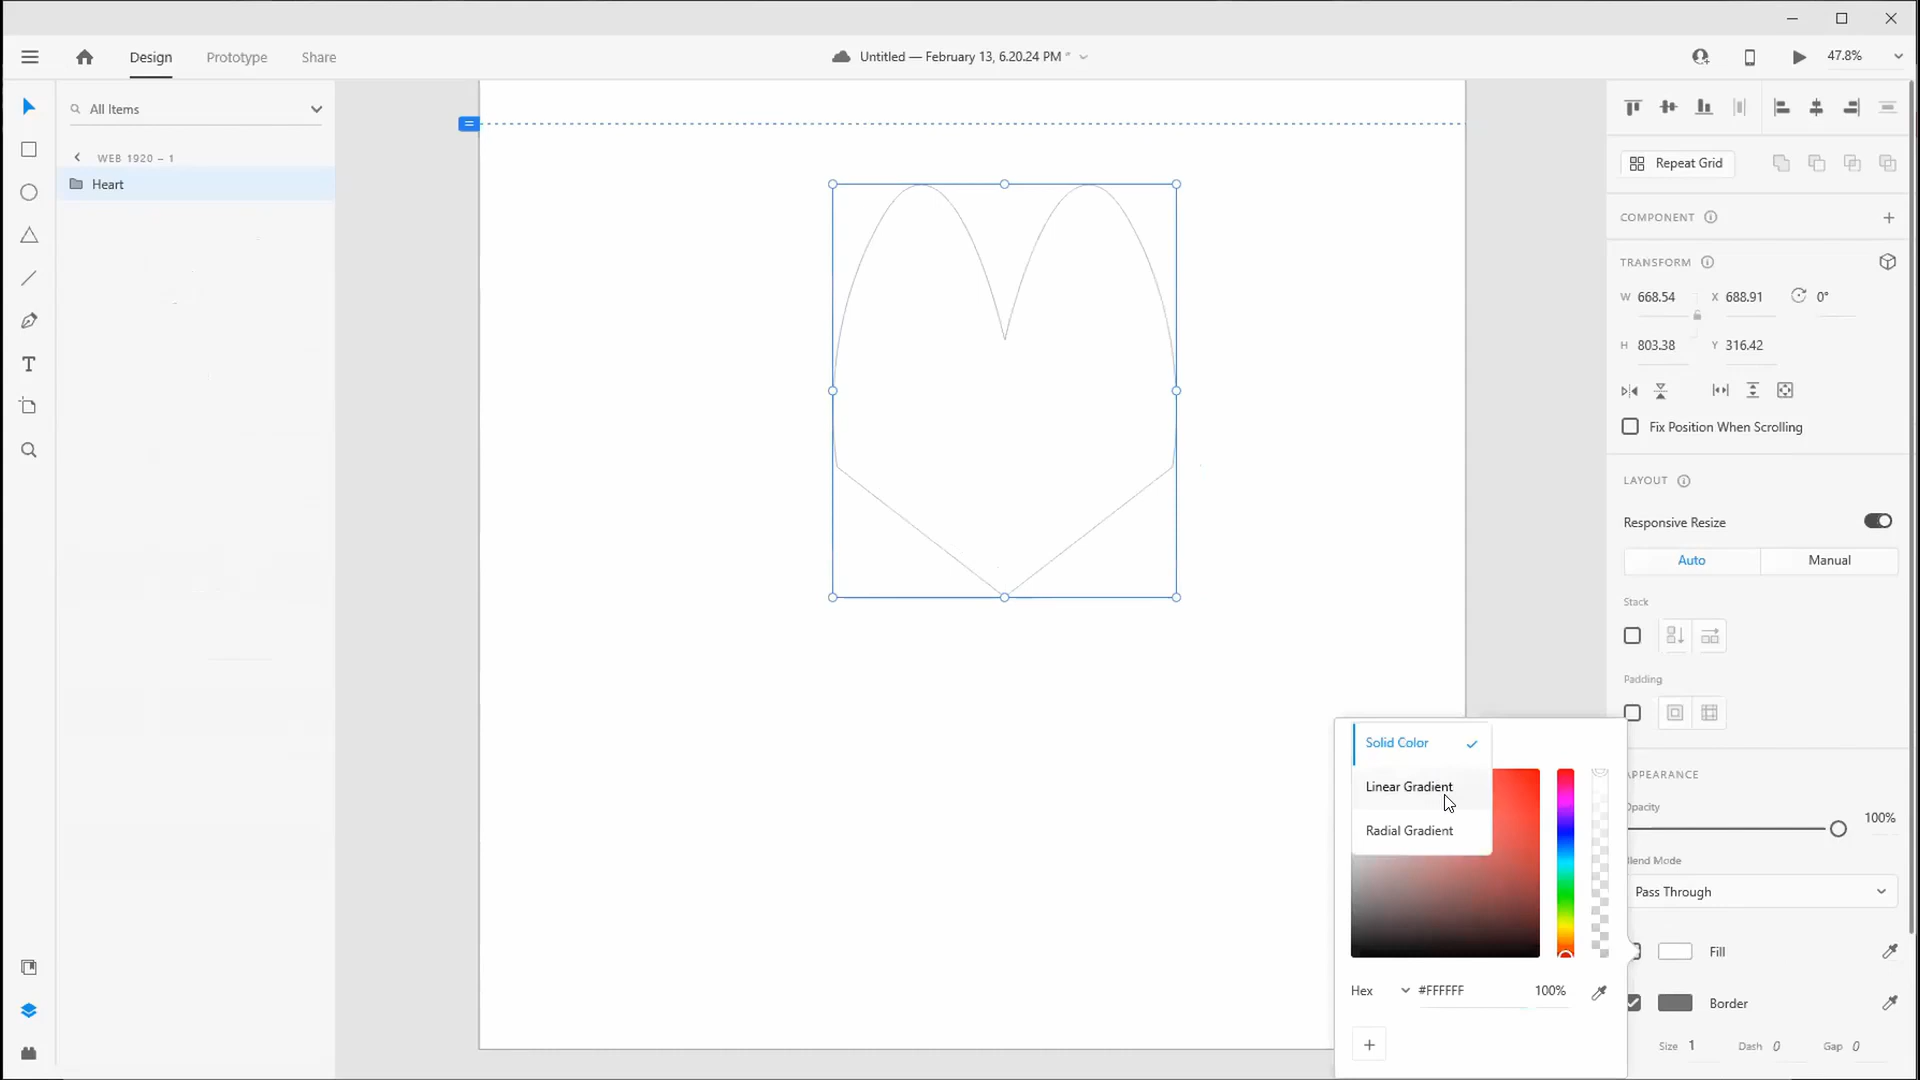 Design
Prototype
Share
Untitled — February 13, 6.20.24 PM *
47.8%
All Items
WEB 1920 – 1
Heart
Repeat Grid
COMPONENT
TRANSFORM
W 668.54
X 688.91
0°
H 803.38
Y 316.42
Fix Position When Scrolling
LAYOUT
Responsive Resize
Auto
Manual
Stack
Padding
Solid Color
Linear Gradient
Radial Gradient
APPEARANCE
Opacity
100%
Blend Mode
Pass Through
Fill
Hex
#FFFFFF
100%
Border
Size 1
Dash 0
Gap 0
T